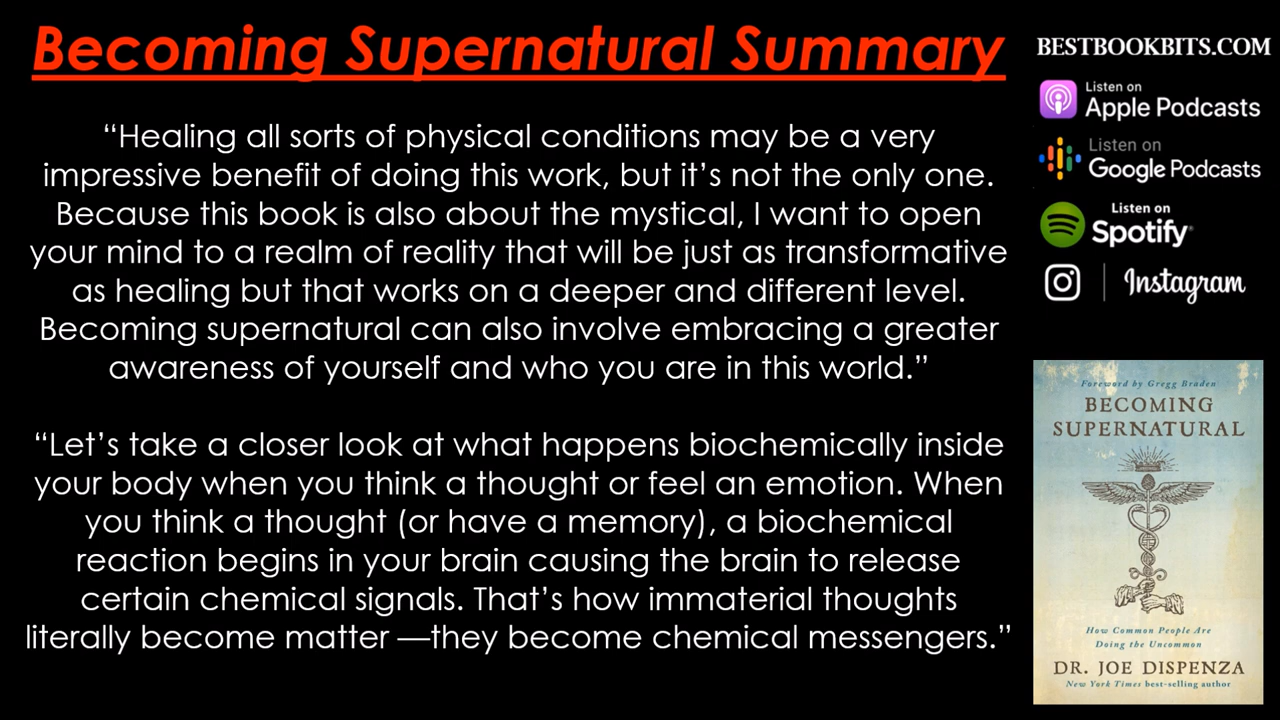 Becoming Supernatural Summary
“Healing all sorts of physical conditions may be a very
impressive benefit of doing this work, but it’s not the only one.
Because this book is also about the mystical, I want to open
your mind to a realm of reality that will be just as transformative
as healing but that works on a deeper and different level.
Becoming supernatural can also involve embracing a greater
awareness of yourself and who you are in this world.”
“Let’s take a closer look at what happens biochemically inside
your body when you think a thought or feel an emotion. When
you think a thought (or have a memory), a biochemical
reaction begins in your brain causing the brain to release
certain chemical signals. That’s how immaterial thoughts
literally become matter —they become chemical messengers.”
BESTBOOKBITS.COM
Listen on
Apple Podcasts
Listen on
Google Podcasts
Listen on
Spotify
Instagram
Foreword by Gregg Braden
BECOMING
SUPERNATURAL
How Common People Are
Doing the Uncommon
DR. JOE DISPENZA
New York Times best-selling author